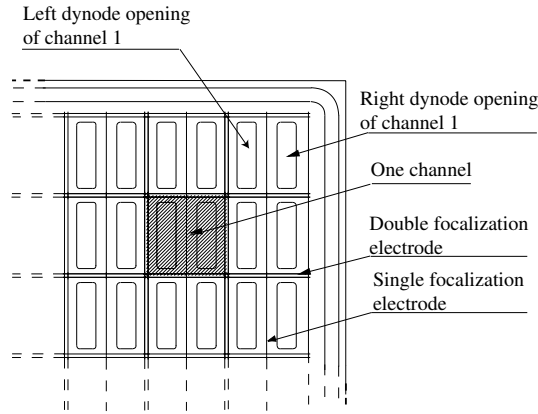 Left dynode opening
of channel 1
Right dynode opening
of channel 1
One channel
Double focalization
electrode
Single focalization
electrode